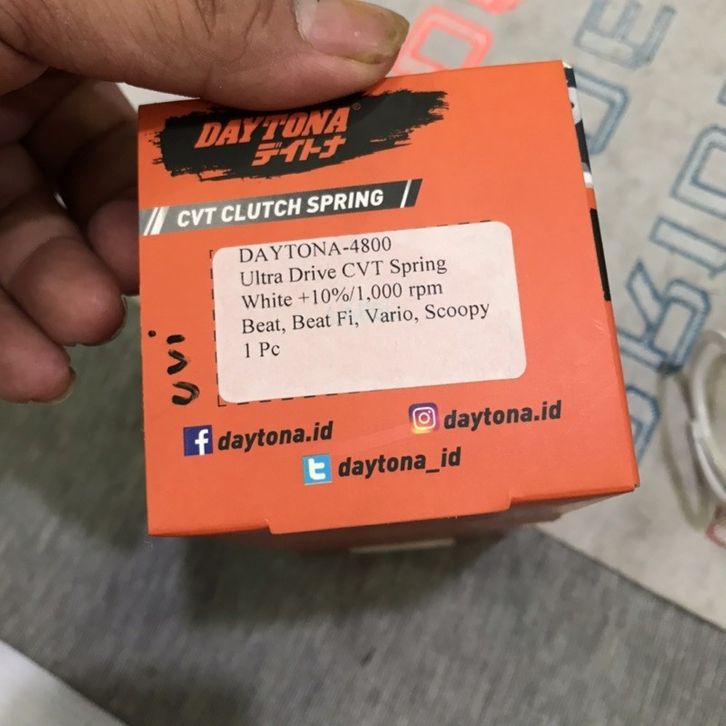 DAYTONA®
デイトナ
CVT CLUTCH SPRING
DAYTONA-4800
Ultra Drive CVT Spring
White +10%/1,000 rpm
Beat, Beat Fi, Vario, Scoopy
1 Pc
daytona.id
daytona.id
daytona_id